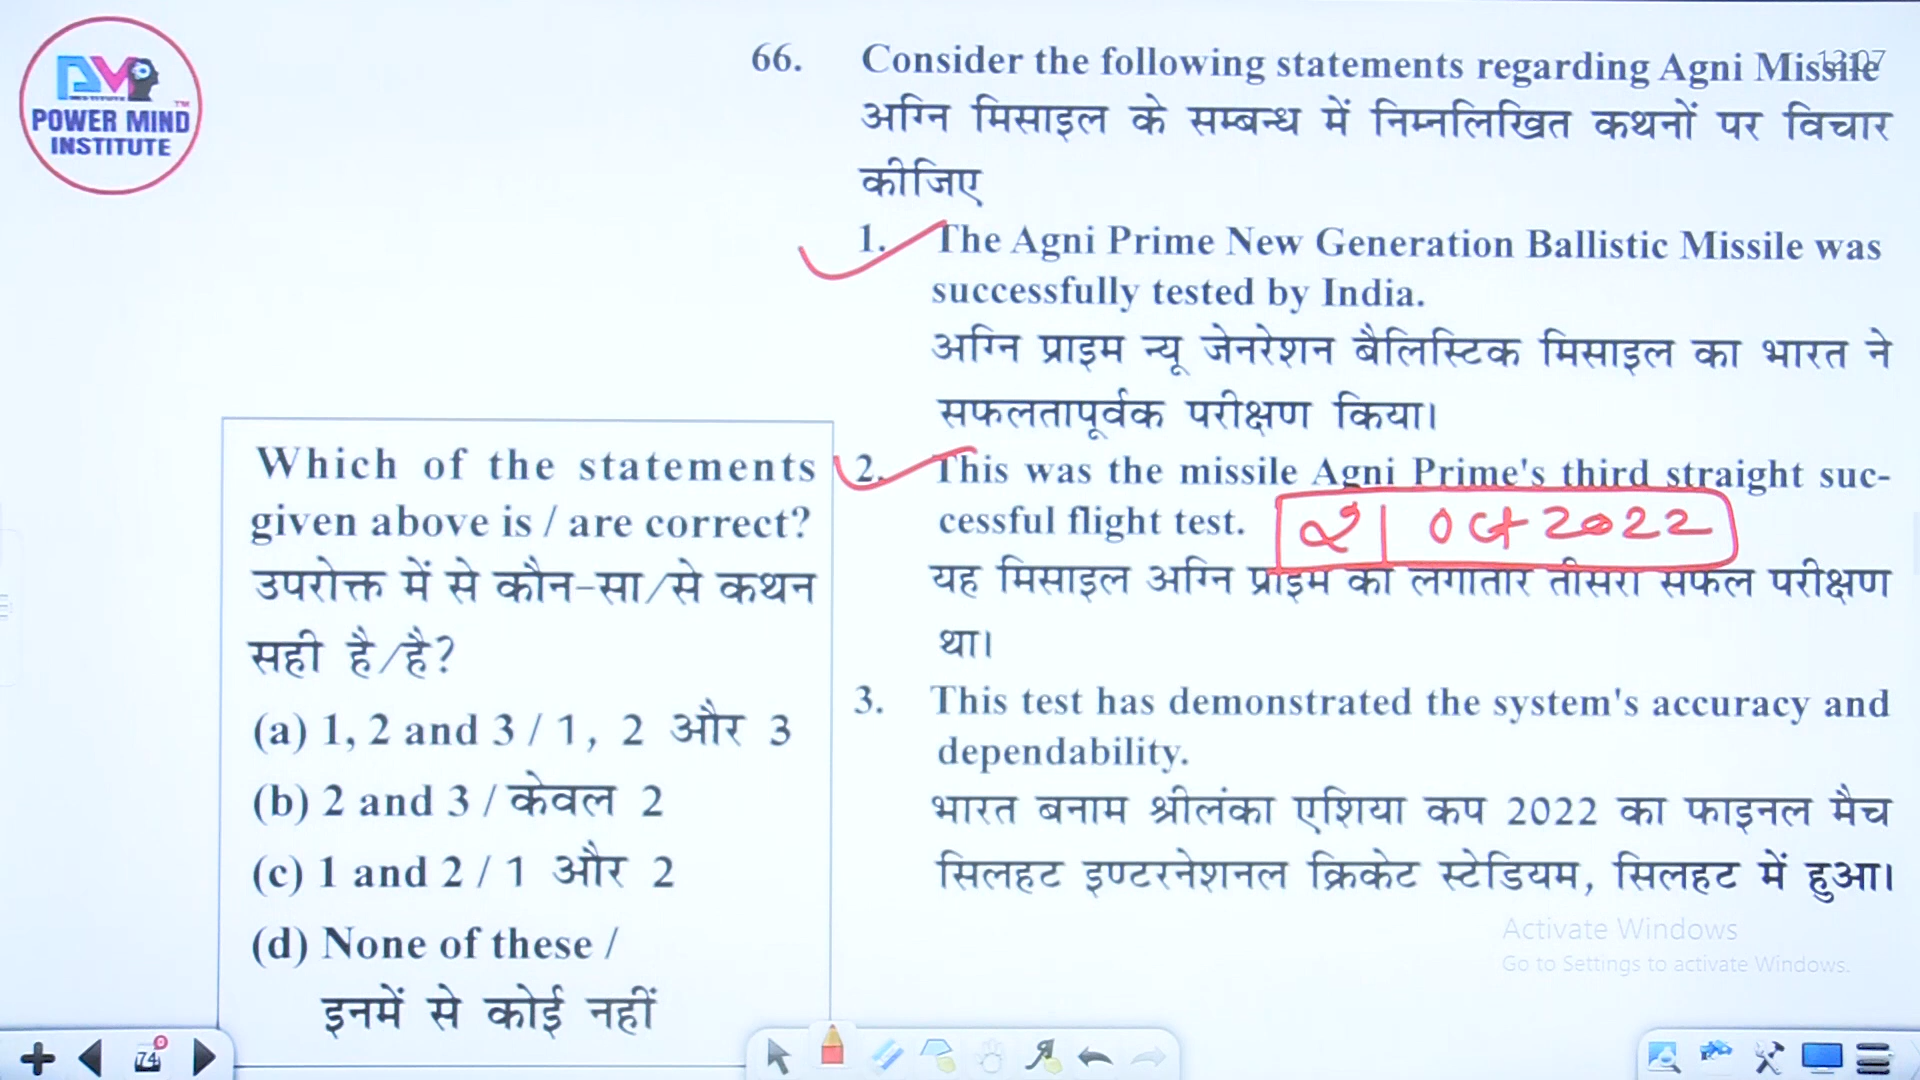 POWER MIND
INSTITUTE
66. Consider the following statements regarding Agni Missile
12:07
अग्नि मिसाइल के सम्बन्ध में निम्नलिखित कथनों पर विचार
कीजिए
1. The Agni Prime New Generation Ballistic Missile was
successfully tested by India.
अग्नि प्राइम न्यू जेनरेशन बैलिस्टिक मिसाइल का भारत ने
सफलतापूर्वक परीक्षण किया।
2. This was the missile Agni Prime's third straight suc-
cessful flight test.
21 Oct 2022
यह मिसाइल अग्नि प्राइम का लगातार तीसरा सफल परीक्षण
था।
3. This test has demonstrated the system's accuracy and
dependability.
भारत बनाम श्रीलंका एशिया कप 2022 का फाइनल मैच
सिलहट इण्टरनेशनल क्रिकेट स्टेडियम, सिलहट में हुआ।
Which of the statements
given above is / are correct?
उपरोक्त में से कौन-सा/से कथन
सही है/है?
(a) 1, 2 and 3 / 1, 2 और 3
(b) 2 and 3 / केवल 2
(c) 1 and 2 / 1 और 2
(d) None of these /
इनमें से कोई नहीं
Activate Windows
Go to Settings to activate Windows.
74